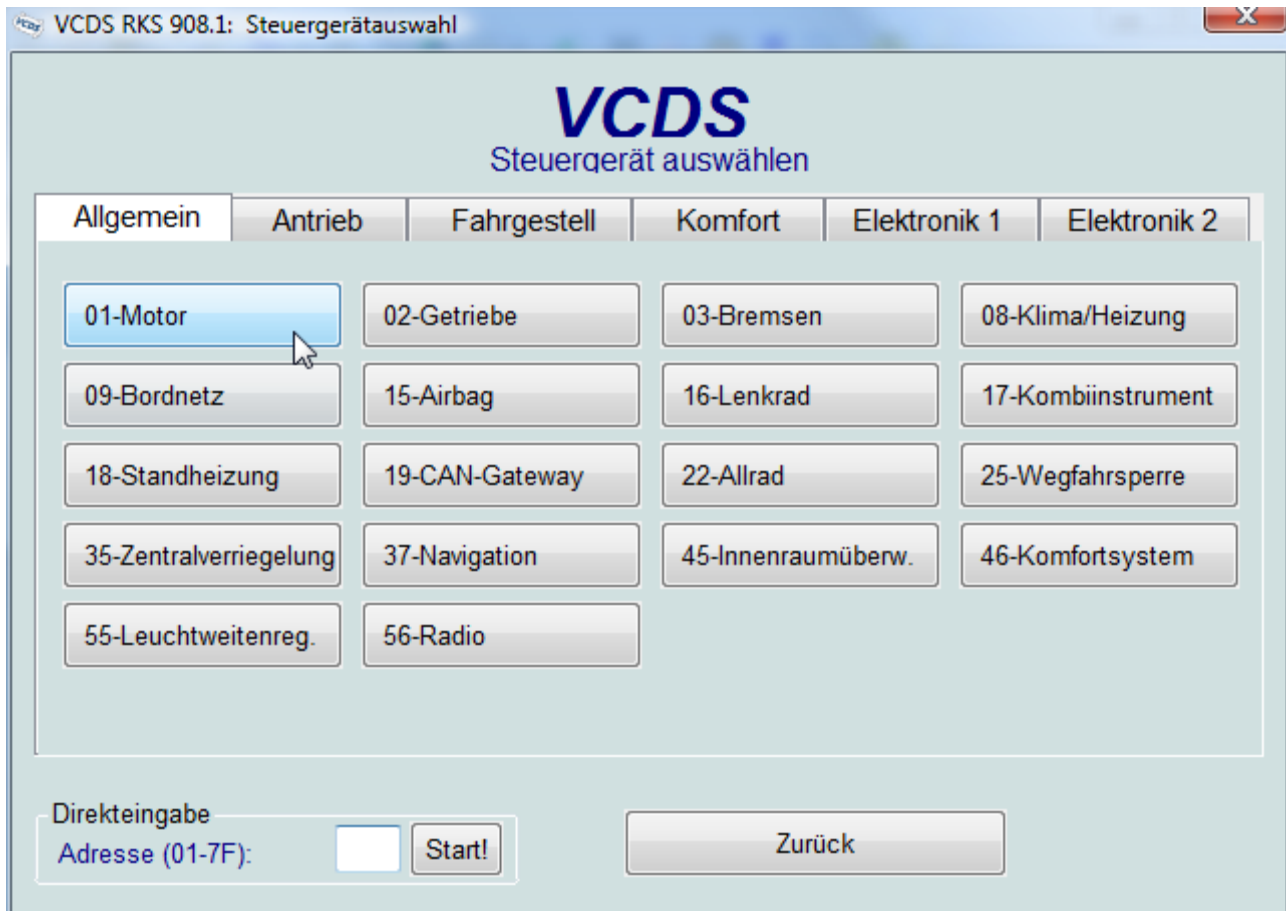 VCDS RKS 908.1: Steuergerätauswahl
VCDS
Steuergerät auswählen
Allgemein Antrieb Fahrgestell Komfort Elektronik 1 Elektronik 2
01-Motor 02-Getriebe 03-Bremsen 08-Klima/Heizung
09-Bordnetz 15-Airbag 16-Lenkrad 17-Kombiinstrument
18-Standheizung 19-CAN-Gateway 22-Allrad 25-Wegfahrsperre
35-Zentralverriegelung 37-Navigation 45-Innenraumüberw. 46-Komfortsystem
55-Leuchtweitenreg. 56-Radio
Direkteingabe
Adresse (01-7F): Start! Zurück